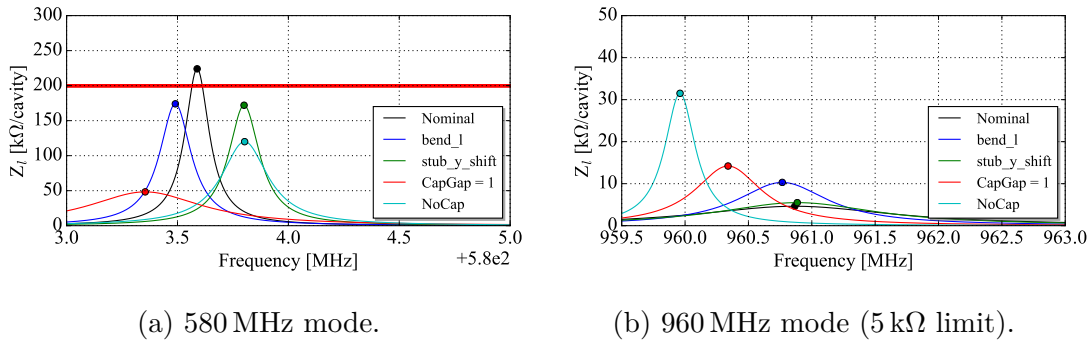 300
250
200
150
100
50
0
Z_l [kΩ/cavity]
3.0 3.5 4.0 4.5 5.0
Frequency [MHz]
+5.8e2
Nominal
bend_l
stub_y_shift
CapGap = 1
NoCap
50
40
30
20
10
0
Z_l [kΩ/cavity]
959.5 960.0 960.5 961.0 961.5 962.0 962.5 963.0
Frequency [MHz]
Nominal
bend_l
stub_y_shift
CapGap = 1
NoCap
(a) 580 MHz mode.
(b) 960 MHz mode (5 kΩ limit).